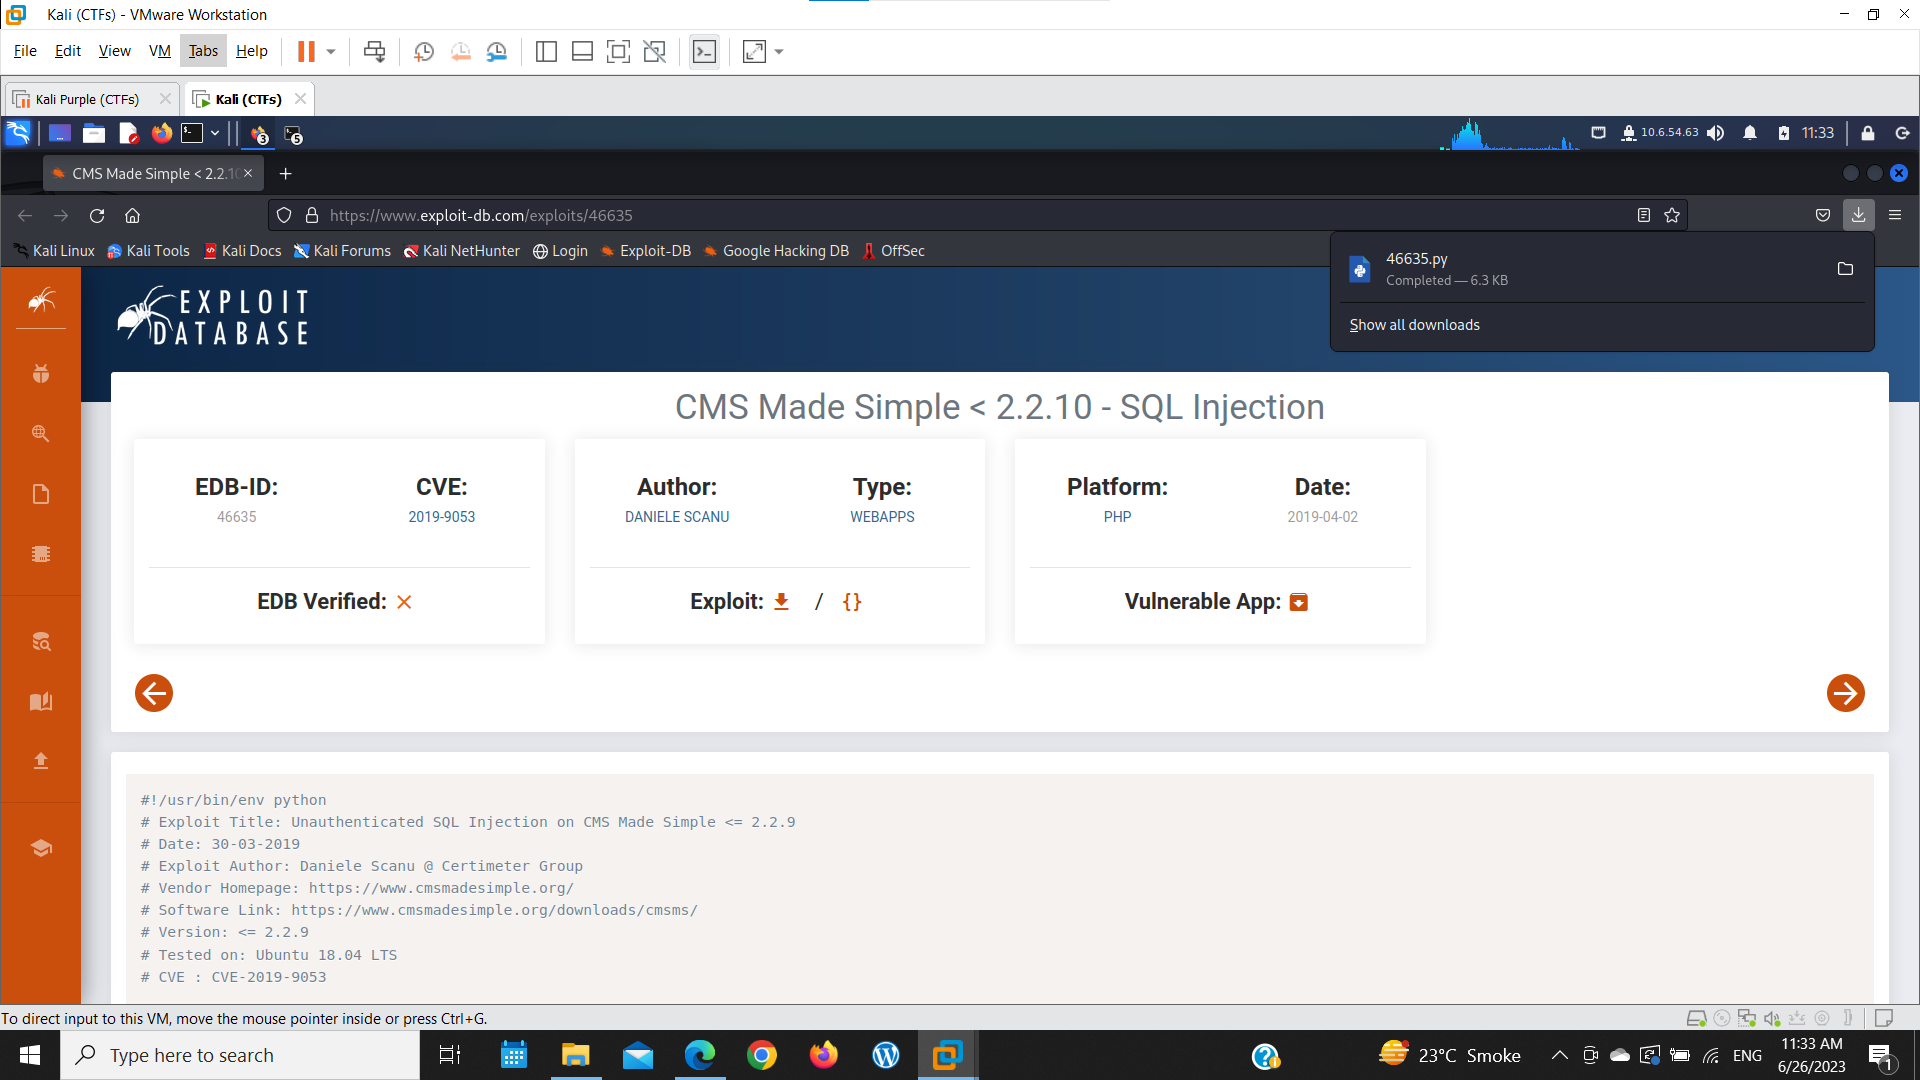 Kali (CTFs) - VMware Workstation
File Edit View VM Tabs Help
Kali Purple (CTFs) Kali (CTFs)
3 5 10.6.54.63 11:33
CMS Made Simple < 2.2.10
https://www.exploit-db.com/exploits/46635
Kali Linux Kali Tools Kali Docs Kali Forums Kali NetHunter Login Exploit-DB Google Hacking DB OffSec
46635.py
Completed — 6.3 KB
Show all downloads
EXPLOIT
DATABASE
CMS Made Simple < 2.2.10 - SQL Injection
EDB-ID: CVE: Author: Type: Platform: Date:
46635 2019-9053 DANIELE SCANU WEBAPPS PHP 2019-04-02
EDB Verified: Exploit: / {} Vulnerable App:
#!/usr/bin/env python
# Exploit Title: Unauthenticated SQL Injection on CMS Made Simple <= 2.2.9
# Date: 30-03-2019
# Exploit Author: Daniele Scanu @ Certimeter Group
# Vendor Homepage: https://www.cmsmadesimple.org/
# Software Link: https://www.cmsmadesimple.org/downloads/cmsms/
# Version: <= 2.2.9
# Tested on: Ubuntu 18.04 LTS
# CVE : CVE-2019-9053
To direct input to this VM, move the mouse pointer inside or press Ctrl+G.
Type here to search
23°C Smoke ENG 11:33 AM
6/26/2023
1